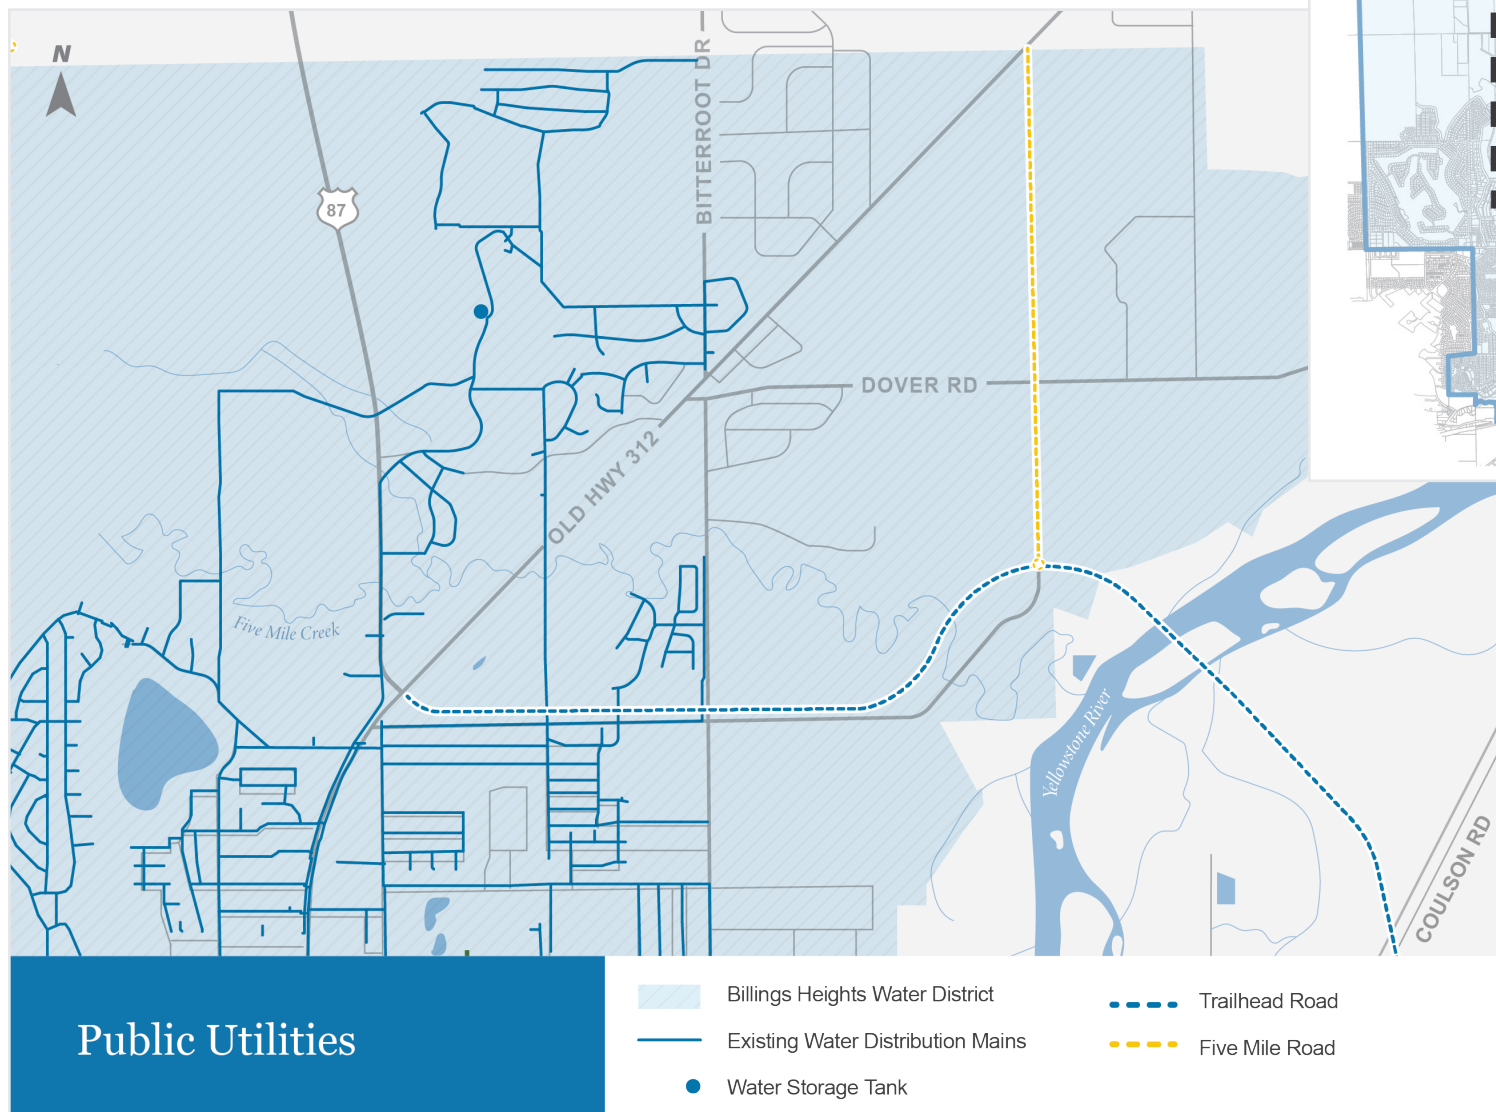 N
BITTERROOT DR
87
DOVER RD
OLD HWY 312
Five Mile Creek
Yellowstone River
COULSON RD
Public Utilities
Billings Heights Water District
Existing Water Distribution Mains
Water Storage Tank
Trailhead Road
Five Mile Road